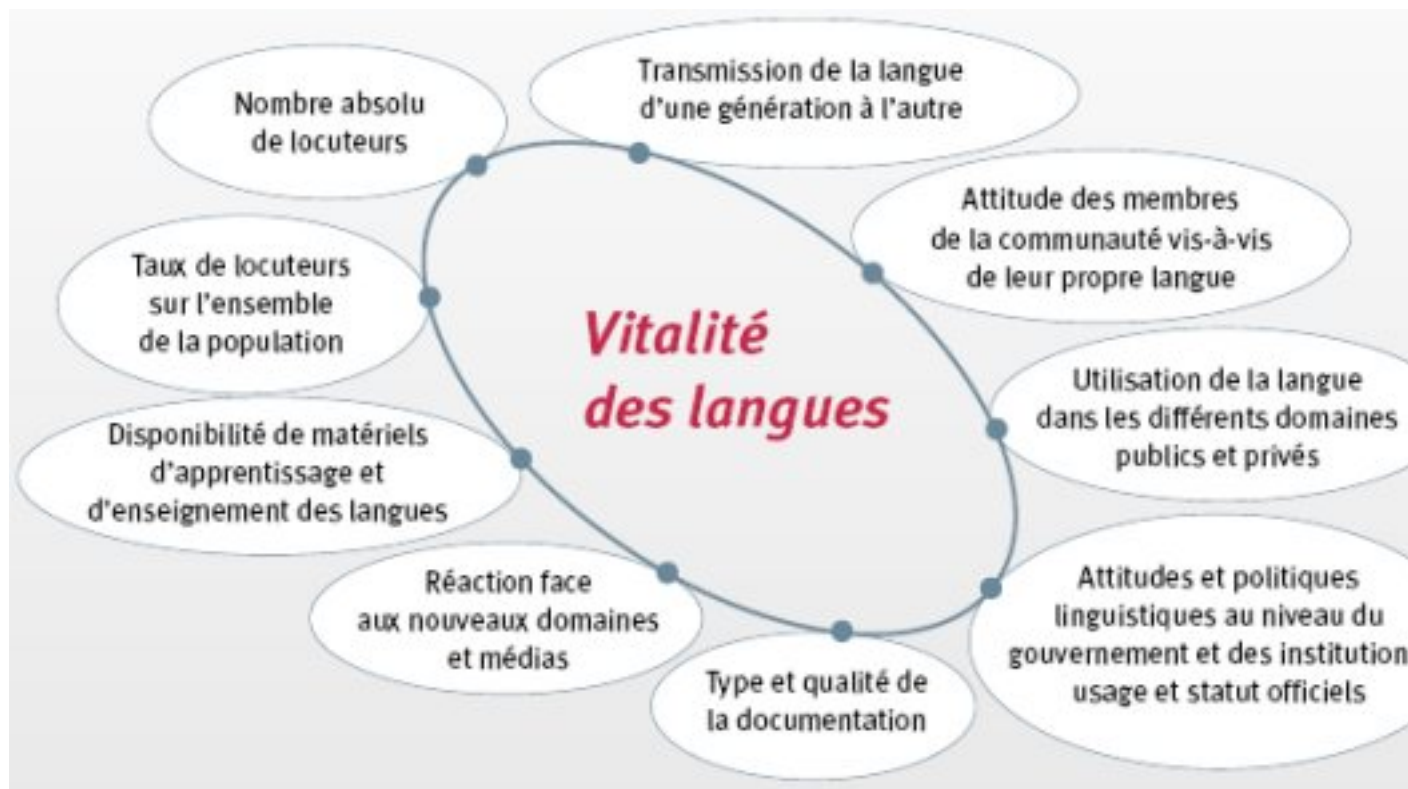 Nombre absolu
de locuteurs
Transmission de la langue
d'une génération à l'autre
Attitude des membres
de la communauté vis-à-vis
de leur propre langue
Taux de locuteurs
sur l'ensemble
de la population
Vitalité
des langues
Utilisation de la langue
dans les différents domaines
publics et privés
Disponibilité de matériels
d'apprentissage et
d'enseignement des langues
Réaction face
aux nouveaux domaines
et médias
Type et qualité de
la documentation
Attitudes et politiques
linguistiques au niveau du
gouvernement et des institution
usage et statut officiels